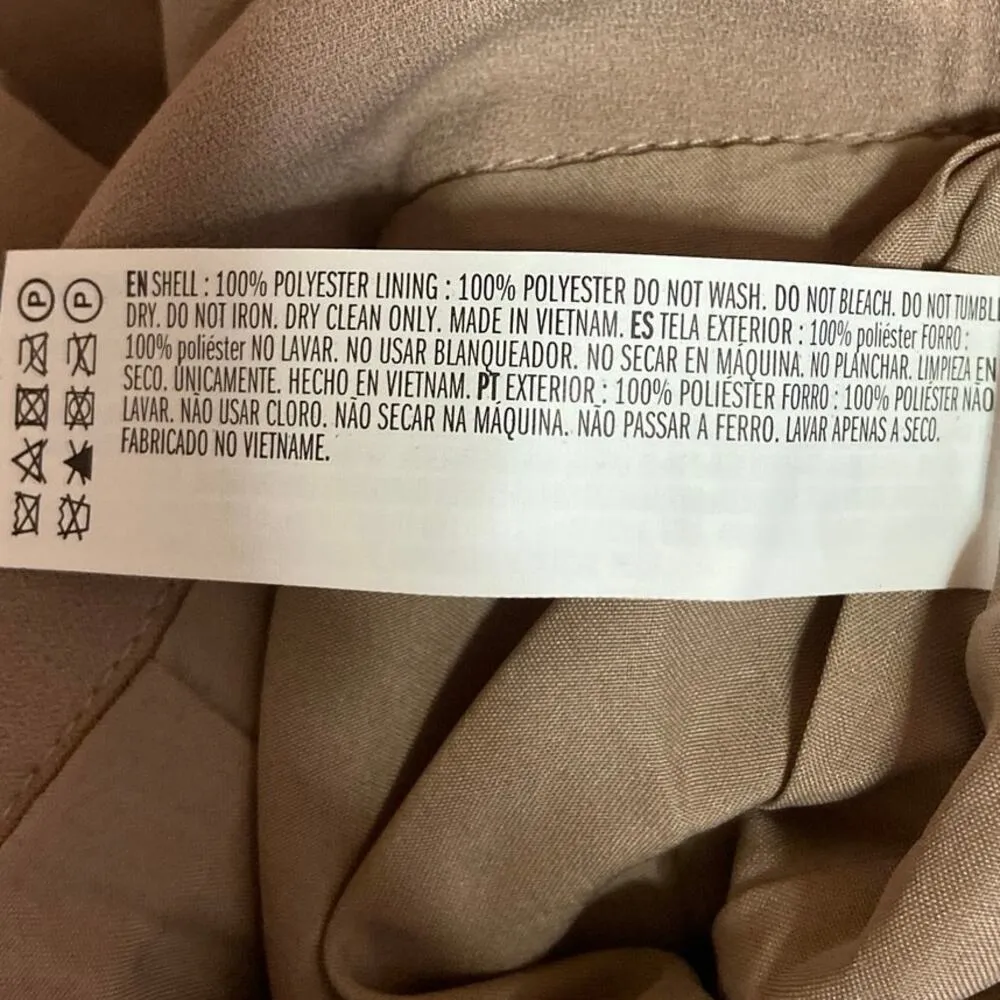 P P EN SHELL : 100% POLYESTER LINING : 100% POLYESTER DO NOT WASH. DO NOT BLEACH. DO NOT TUMBL
DRY. DO NOT IRON. DRY CLEAN ONLY. MADE IN VIETNAM. ES TELA EXTERIOR : 100% poliéster FORRO :
100% poliéster NO LAVAR. NO USAR BLANQUEADOR. NO SECAR EN MÁQUINA. NO PLANCHAR. LIMPIEZA EN
SECO. ÚNICAMENTE. HECHO EN VIETNAM. PT EXTERIOR : 100% POLIÉSTER FORRO : 100% POLIÉSTER NÃO
LAVAR. NÃO USAR CLORO. NÃO SECAR NA MÁQUINA. NÃO PASSAR A FERRO. LAVAR APENAS A SECO.
FABRICADO NO VIETNAME.